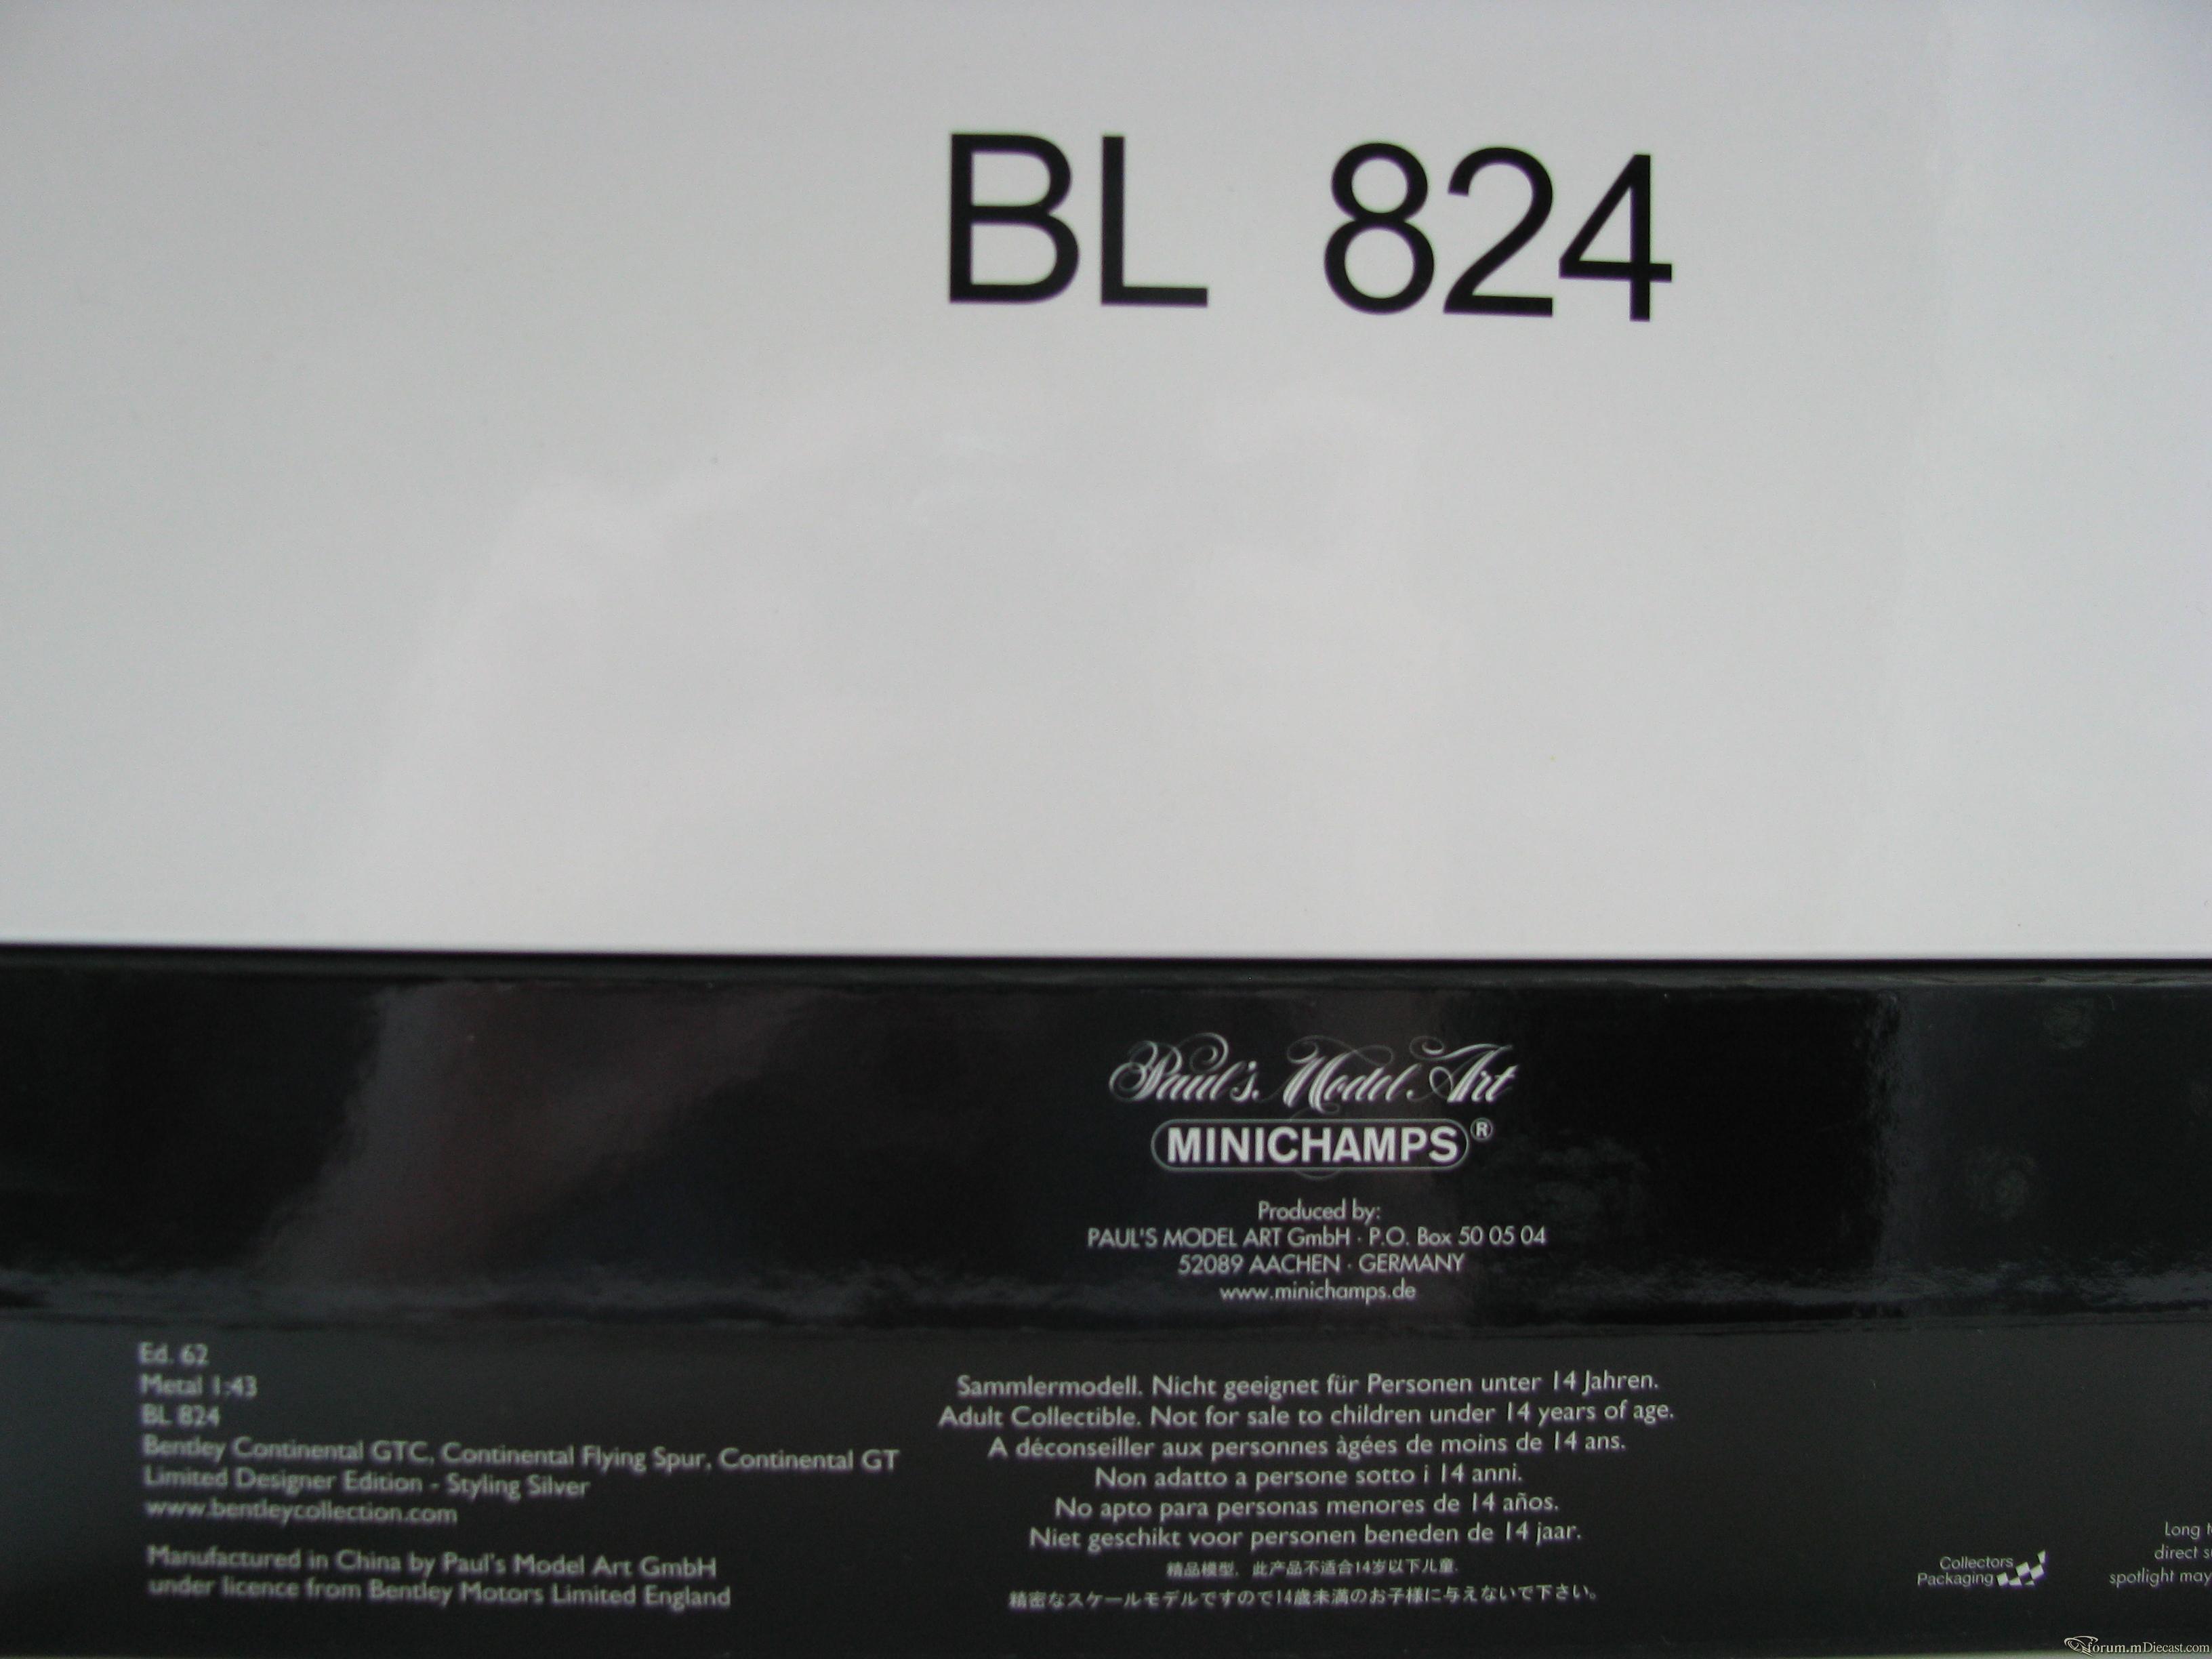 BL 824
Paul's Model Art
MINICHAMPS®
Produced by:
PAUL'S MODEL ART GmbH · P.O. Box 50 05 04
52089 AACHEN · GERMANY
www.minichamps.de
Ed. 62
Metal 1:43
BL 824
Bentley Continental GTC, Continental Flying Spur, Continental GT
Limited Designer Edition - Styling Silver
www.bentleycollection.com
Manufactured in China by Paul's Model Art GmbH
under licence from Bentley Motors Limited England
Sammlermodell. Nicht geeignet für Personen unter 14 Jahren.
Adult Collectible. Not for sale to children under 14 years of age.
A déconseiller aux personnes àgées de moins de 14 ans.
Non adatto a persone sotto i 14 anni.
No apto para personas menores de 14 años.
Niet geschikt voor personen beneden de 14 jaar.
精品模型, 此产品不适合14岁以下儿童.
精密なスケールモデルですので14歳未満のお子様に与えないで下さい。
Collectors
Packaging
Long
direct
spotlight may
forum.mDiecast.com